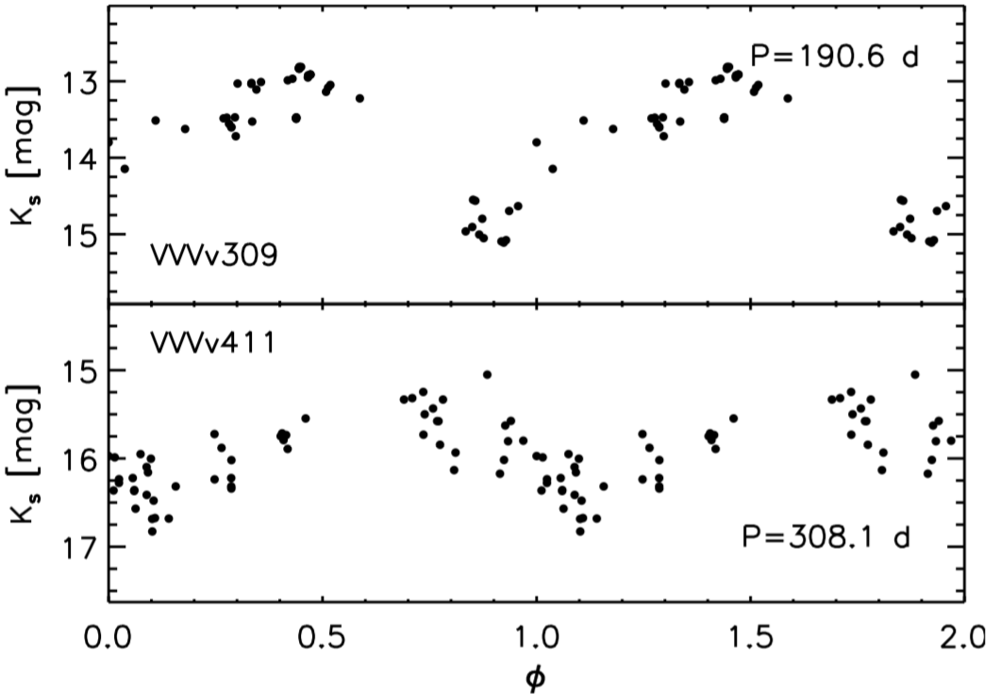 P=190.6 d
13
14
15
K_s [mag]
VVVv309
VVVv411
15
16
17
K_s [mag]
P=308.1 d
0.0 0.5 1.0 1.5 2.0
ϕ